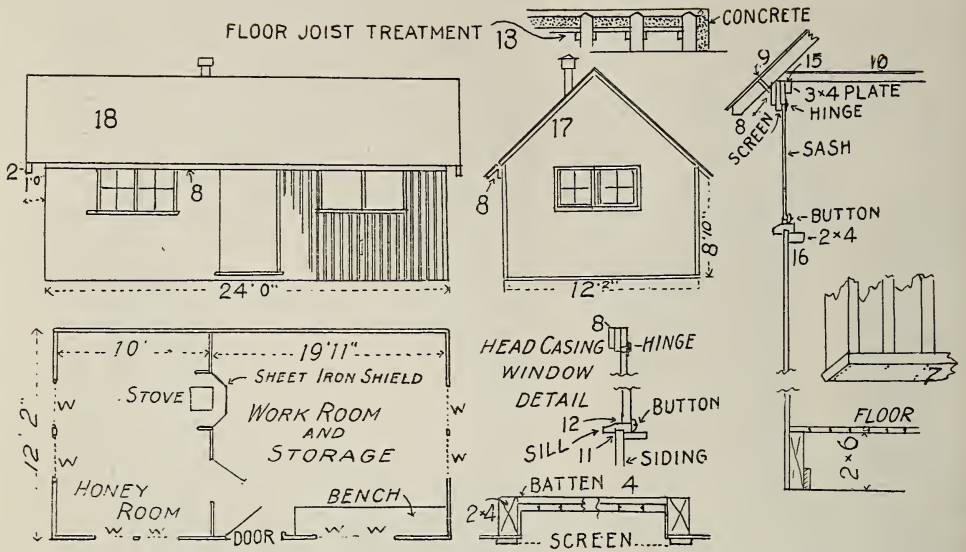 FLOOR JOIST TREATMENT 13
CONCRETE
18
2
1'0"
8
24'0"
17
8
8'10"
12'2"
9
15
10
3×4 PLATE
8
HINGE
SCREEN
SASH
BUTTON
2×4
16
7
FLOOR
2×6
10'
19'11"
SHEET IRON SHIELD
STOVE
WORK ROOM
AND
STORAGE
W
W
W
W
12' 2"
HONEY
ROOM
BENCH
W W
DOOR
W W
8
HEAD CASING
HINGE
WINDOW
DETAIL
12
BUTTON
SILL
11
SIDING
BATTEN 4
2×4
SCREEN